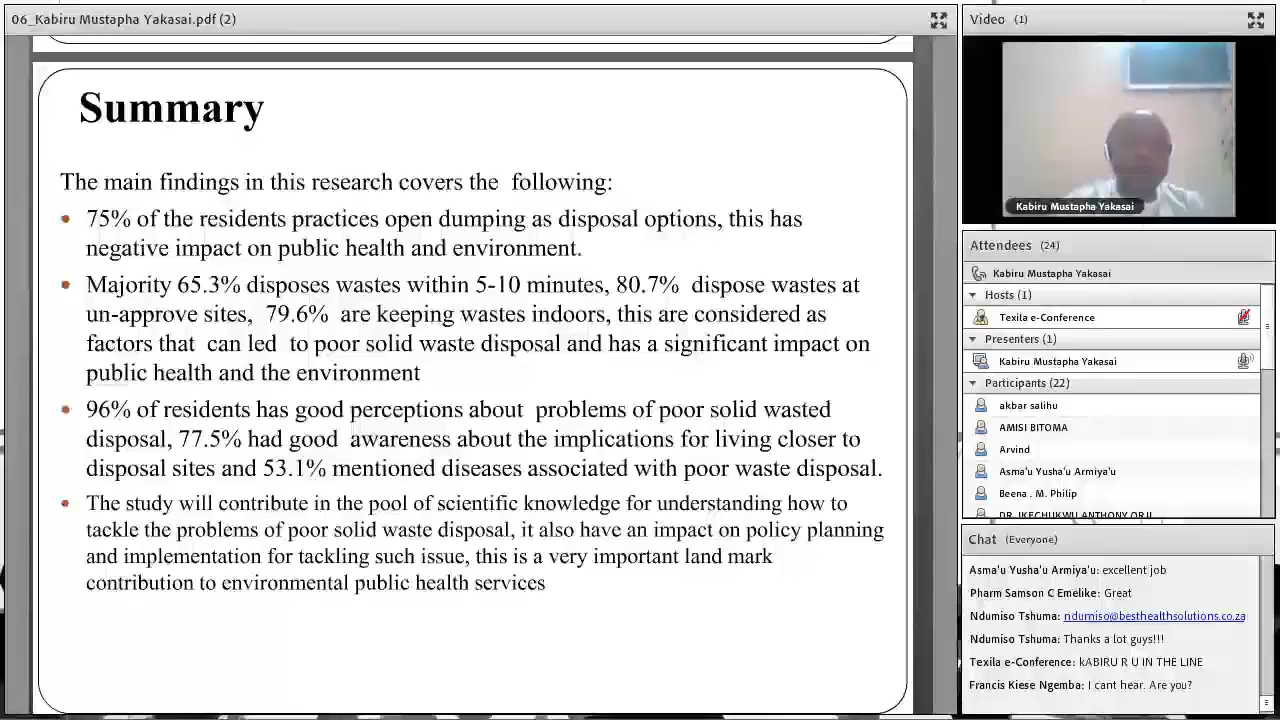 06_Kabiru Mustapha Yakasai.pdf (2)
Summary
The main findings in this research covers the following:
• 75% of the residents practices open dumping as disposal options, this has
negative impact on public health and environment.
• Majority 65.3% disposes wastes within 5-10 minutes, 80.7% dispose wastes at
un-approve sites, 79.6% are keeping wastes indoors, this are considered as
factors that can led to poor solid waste disposal and has a significant impact on
public health and the environment
• 96% of residents has good perceptions about problems of poor solid wasted
disposal, 77.5% had good awareness about the implications for living closer to
disposal sites and 53.1% mentioned diseases associated with poor waste disposal.
• The study will contribute in the pool of scientific knowledge for understanding how to
tackle the problems of poor solid waste disposal, it also have an impact on policy planning
and implementation for tackling such issue, this is a very important land mark
contribution to environmental public health services
Video (1)
Kabiru Mustapha Yakasai
Attendees (24)
Kabiru Mustapha Yakasai
Hosts (1)
Texila e-Conference
Presenters (1)
Kabiru Mustapha Yakasai
Participants (22)
akbar salihu
AMISI BITOMA
Arvind
Asma'u Yusha'u Armiya'u
Beena . M. Philip
DR. IKECHUKWU ANTHONY ORJI
Chat (Everyone)
Asma'u Yusha'u Armiya'u: excellent job
Pharm Samson C Emelike: Great
Ndumiso Tshuma: ndumiso@besthealthsolutions.co.za
Ndumiso Tshuma: Thanks a lot guys!!!
Texila e-Conference: kABIRU R U IN THE LINE
Francis Kiese Ngemba: I cant hear. Are you?